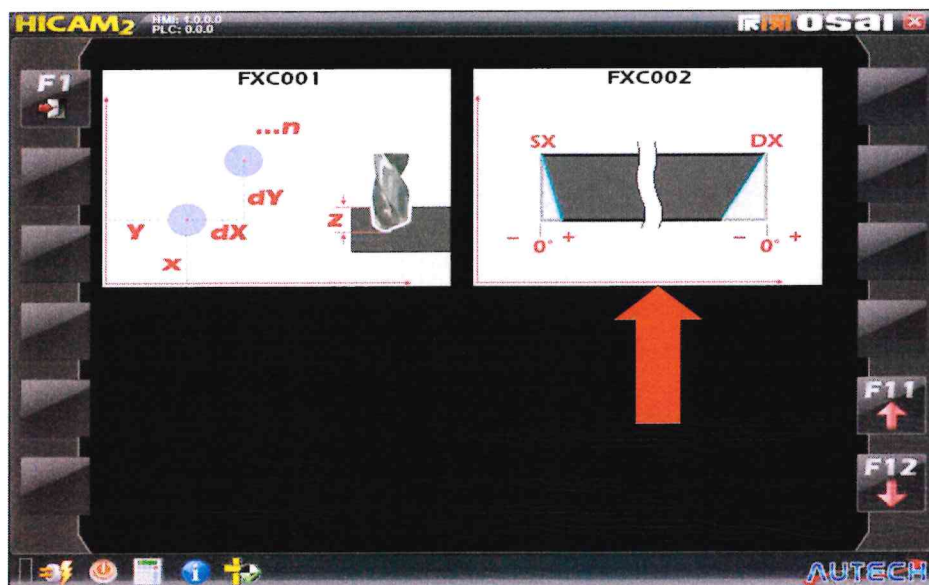 HICAM2 HMI: 1.0.0.0
PLC: 0.0.0
osai
F1
FXC001
...n
dY
Y
dX
X
z
FXC002
SX
DX
- 0° +
- 0° +
F11
F12
AUTECH